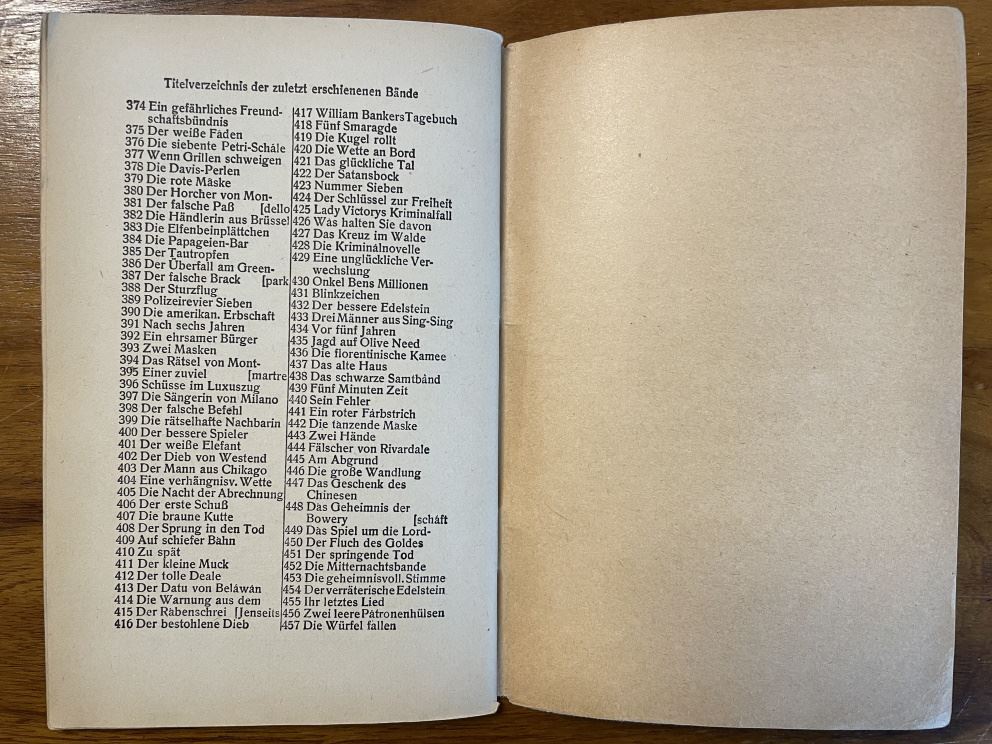 Titelverzeichnis der zuletzt erschienenen Bände
374 Ein gefährliches Freund-
schaftsbündnis
375 Der weiße Faden
376 Die siebente Petri-Schale
377 Wenn Grillen schweigen
378 Die Davis-Perlen
379 Die rote Maske
380 Der Horcher von Mon-
381 Der falsche Paß [dello
382 Die Händlerin aus Brüssel
383 Die Elfenbeinplättchen
384 Die Papageien-Bar
385 Der Tautropfen
386 Der Überfall am Green-
387 Der falsche Brack [park
388 Der Sturzflug
389 Polizeirevier Sieben
390 Die amerikan. Erbschaft
391 Nach sechs Jahren
392 Ein ehrsamer Bürger
393 Zwei Masken
394 Das Rätsel von Mont-
395 Einer zuviel [martre
396 Schüsse im Luxuszug
397 Die Sängerin von Milano
398 Der falsche Befehl
399 Die rätselhafte Nachbarin
400 Der bessere Spieler
401 Der weiße Elefant
402 Der Dieb von Westend
403 Der Mann aus Chikago
404 Eine verhängnisv. Wette
405 Die Nacht der Abrechnung
406 Der erste Schuß
407 Die braune Kutte
408 Der Sprung in den Tod
409 Auf schiefer Bahn
410 Zu spät
411 Der kleine Muck
412 Der tolle Deale
413 Der Datu von Belawan
414 Die Warnung aus dem
415 Der Rabenschrei [Jenseits
416 Der bestohlene Dieb
417 William Bankers Tagebuch
418 Fünf Smaragde
419 Die Kugel rollt
420 Die Wette an Bord
421 Das glückliche Tal
422 Der Satansbock
423 Nummer Sieben
424 Der Schlüssel zur Freiheit
425 Lady Victorys Kriminalfall
426 Was halten Sie davon
427 Das Kreuz im Walde
428 Die Kriminalnovelle
429 Eine unglückliche Ver-
wechslung
430 Onkel Bens Millionen
431 Blinkzeichen
432 Der bessere Edelstein
433 Drei Männer aus Sing-Sing
434 Vor fünf Jahren
435 Jagd auf Olive Need
436 Die florentinische Kamee
437 Das alte Haus
438 Das schwarze Samtband
439 Fünf Minuten Zeit
440 Sein Fehler
441 Ein roter Farbstrich
442 Die tanzende Maske
443 Zwei Hände
444 Fälscher von Rivardale
445 Am Abgrund
446 Die große Wandlung
447 Das Geschenk des
Chinesen
448 Das Geheimnis der
Bowery [schaft
449 Das Spiel um die Lord-
450 Der Fluch des Goldes
451 Der springende Tod
452 Die Mitternachtsbande
453 Die geheimnisvoll. Stimme
454 Der verräterische Edelstein
455 Ihr letztes Lied
456 Zwei leere Patronenhülsen
457 Die Würfel fallen